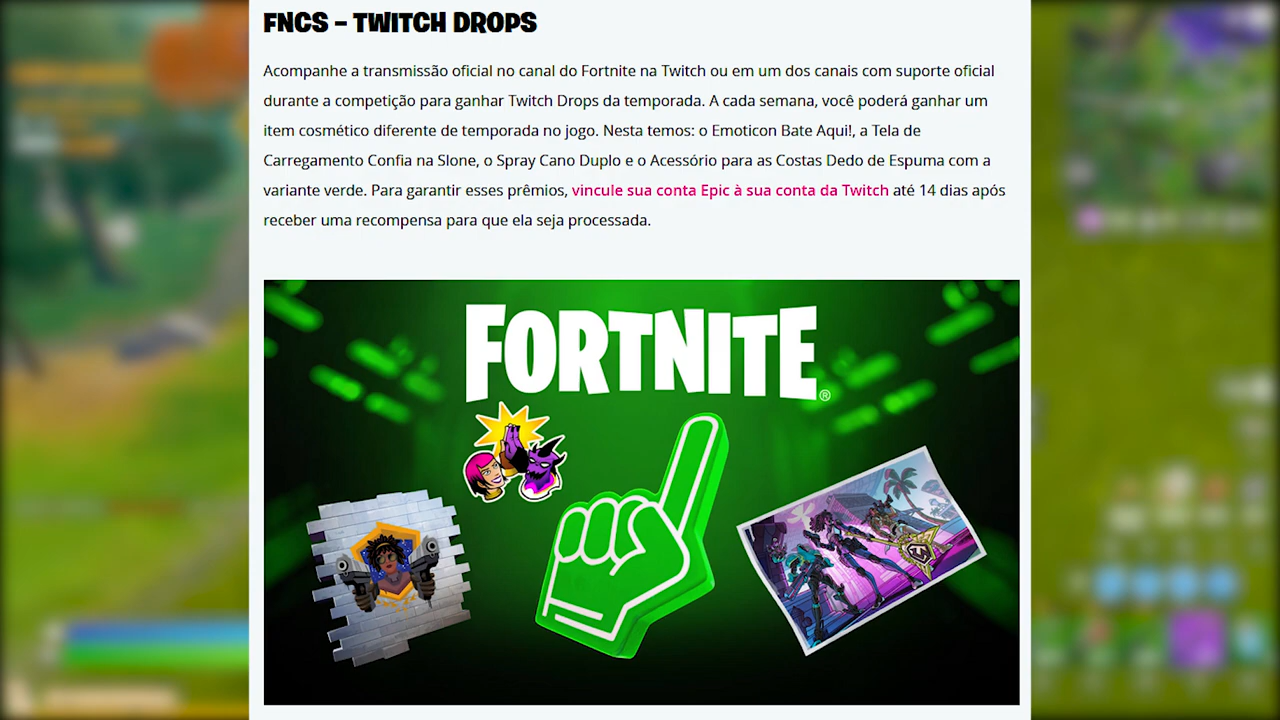 FNCS – TWITCH DROPS
Acompanhe a transmissão oficial no canal do Fortnite na Twitch ou em um dos canais com suporte oficial
durante a competição para ganhar Twitch Drops da temporada. A cada semana, você poderá ganhar um
item cosmético diferente de temporada no jogo. Nesta temos: o Emoticon Bate Aqui!, a Tela de
Carregamento Confia na Slone, o Spray Cano Duplo e o Acessório para as Costas Dedo de Espuma com a
variante verde. Para garantir esses prêmios, vincule sua conta Epic à sua conta da Twitch até 14 dias após
receber uma recompensa para que ela seja processada.
FORTNITE®